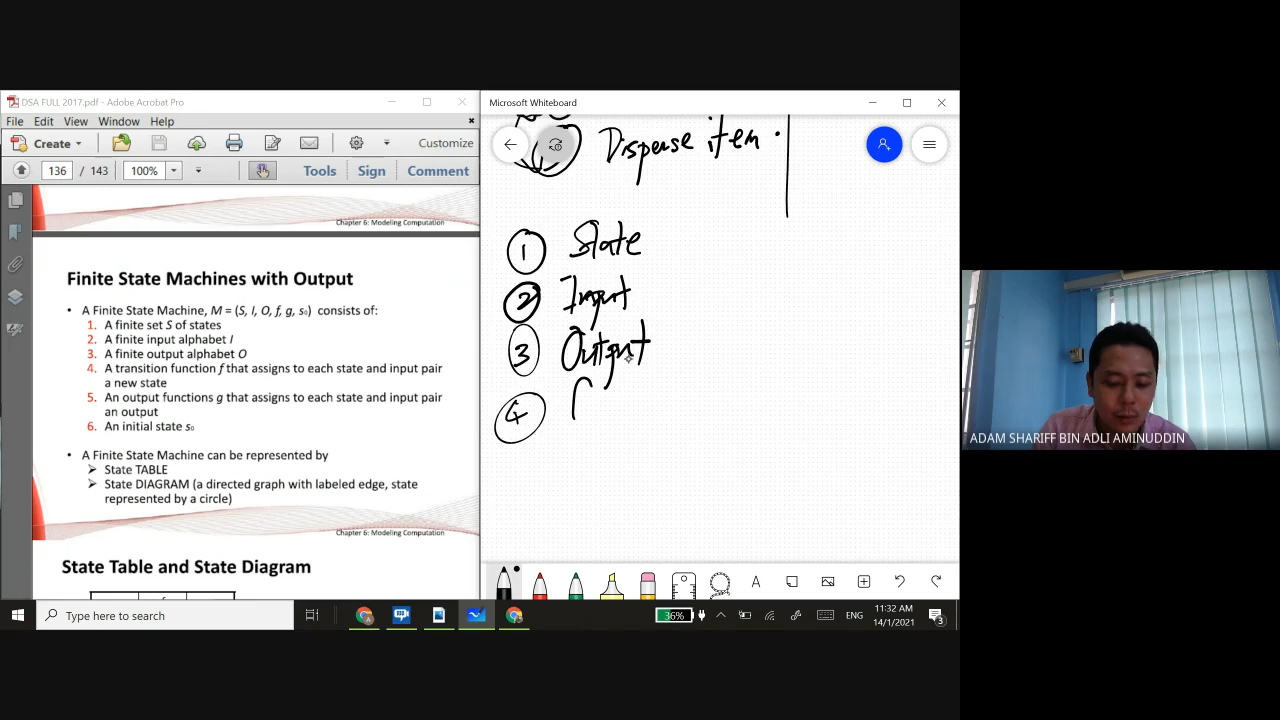 DSA FULL 2017.pdf - Adobe Acrobat Pro
File Edit View Window Help
Create
Customize
136 / 143 100%
Tools Sign Comment
Chapter 6: Modeling Computation
Finite State Machines with Output
• A Finite State Machine, M = (S, I, O, f, g, s₀) consists of:
1. A finite set S of states
2. A finite input alphabet I
3. A finite output alphabet O
4. A transition function f that assigns to each state and input pair
a new state
5. An output functions g that assigns to each state and input pair
an output
6. An initial state s₀
• A Finite State Machine can be represented by
➢ State TABLE
➢ State DIAGRAM (a directed graph with labeled edge, state
represented by a circle)
Chapter 6: Modeling Computation
State Table and State Diagram
Microsoft Whiteboard
Dispense item.
1 State
2 Input
3 Output
4
ADAM SHARIFF BIN ADLI AMINUDDIN
Type here to search
36%
ENG
11:32 AM
14/1/2021
3